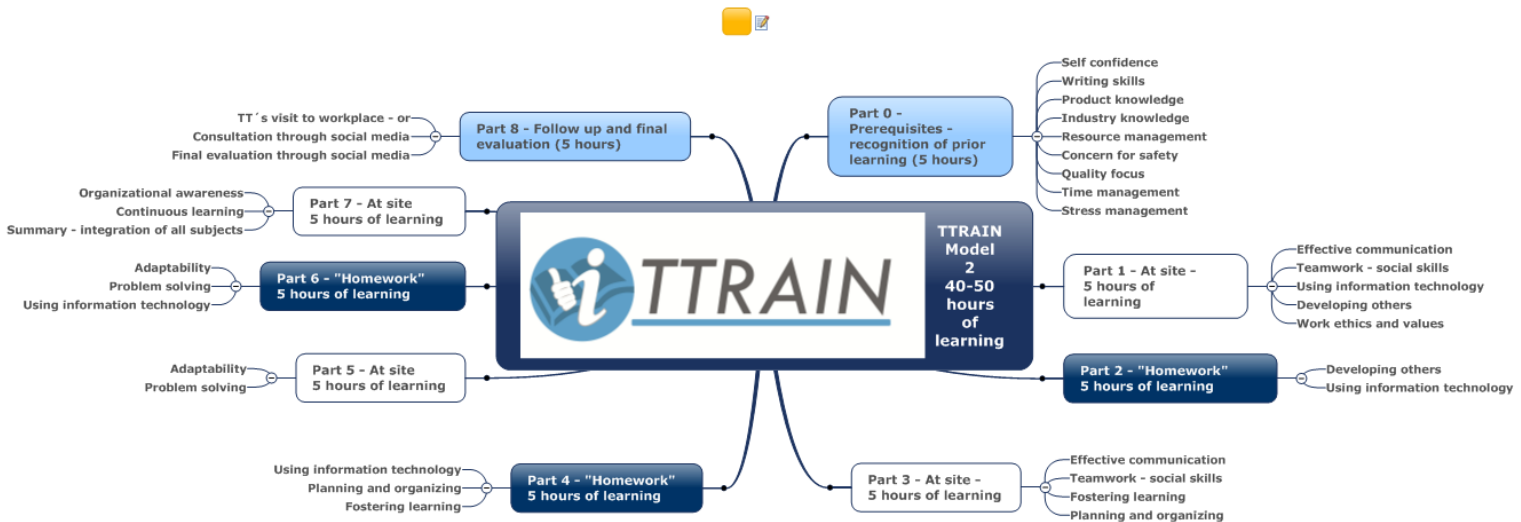 TTRAIN
TTRAIN
Model
2
40-50
hours
of
learning
Part 0 -
Prerequisites -
recognition of prior
learning (5 hours)
Self confidence
Writing skills
Product knowledge
Industry knowledge
Resource management
Concern for safety
Quality focus
Time management
Stress management
Part 1 - At site -
5 hours of
learning
Effective communication
Teamwork - social skills
Using information technology
Developing others
Work ethics and values
Part 2 - "Homework"
5 hours of learning
Developing others
Using information technology
Part 3 - At site -
5 hours of learning
Effective communication
Teamwork - social skills
Fostering learning
Planning and organizing
Part 4 - "Homework"
5 hours of learning
Using information technology
Planning and organizing
Fostering learning
Part 5 - At site
5 hours of learning
Adaptability
Problem solving
Part 6 - "Homework"
5 hours of learning
Adaptability
Problem solving
Using information technology
Part 7 - At site
5 hours of learning
Organizational awareness
Continuous learning
Summary - integration of all subjects
Part 8 - Follow up and final
evaluation (5 hours)
TT´s visit to workplace - or
Consultation through social media
Final evaluation through social media